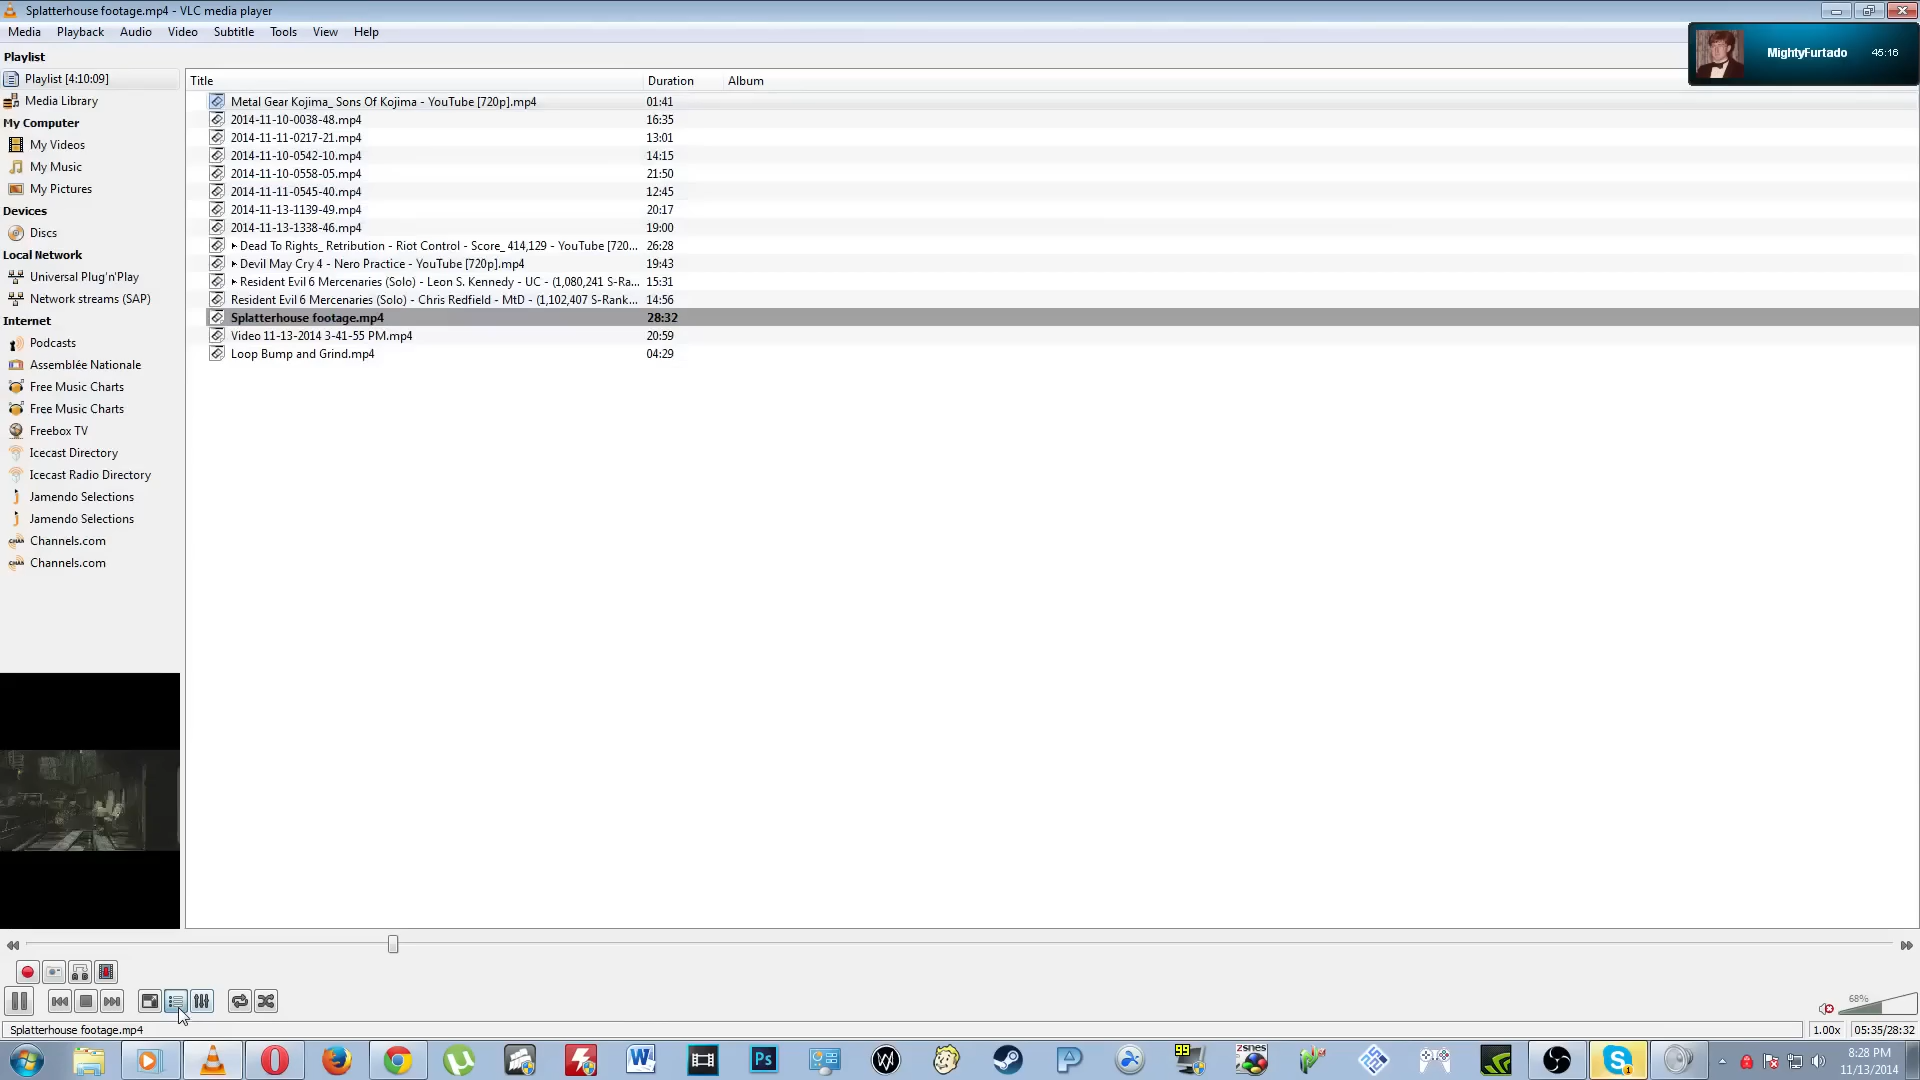 Splatterhouse footage.mp4 - VLC media player
Media Playback Audio Video Subtitle Tools View Help
MightyFurtado 45:16
Playlist
Playlist [4:10:09]
Media Library
My Computer
My Videos
My Music
My Pictures
Devices
Discs
Local Network
Universal Plug'n'Play
Network streams (SAP)
Internet
Podcasts
Assemblée Nationale
Free Music Charts
Free Music Charts
Freebox TV
Icecast Directory
Icecast Radio Directory
Jamendo Selections
Jamendo Selections
Channels.com
Channels.com
Title Duration Album
Metal Gear Kojima_ Sons Of Kojima - YouTube [720p].mp4 01:41
2014-11-10-0038-48.mp4 16:35
2014-11-11-0217-21.mp4 13:01
2014-11-10-0542-10.mp4 14:15
2014-11-10-0558-05.mp4 21:50
2014-11-11-0545-40.mp4 12:45
2014-11-13-1139-49.mp4 20:17
2014-11-13-1338-46.mp4 19:00
Dead To Rights_ Retribution - Riot Control - Score_ 414,129 - YouTube [720... 26:28
Devil May Cry 4 - Nero Practice - YouTube [720p].mp4 19:43
Resident Evil 6 Mercenaries (Solo) - Leon S. Kennedy - UC - (1,080,241 S-Ra... 15:31
Resident Evil 6 Mercenaries (Solo) - Chris Redfield - MtD - (1,102,407 S-Rank... 14:56
Splatterhouse footage.mp4 28:32
Video 11-13-2014 3-41-55 PM.mp4 20:59
Loop Bump and Grind.mp4 04:29
68%
Splatterhouse footage.mp4 1.00x 05:35/28:32
W Ps 99 ZSNES S 1
8:28 PM
11/13/2014